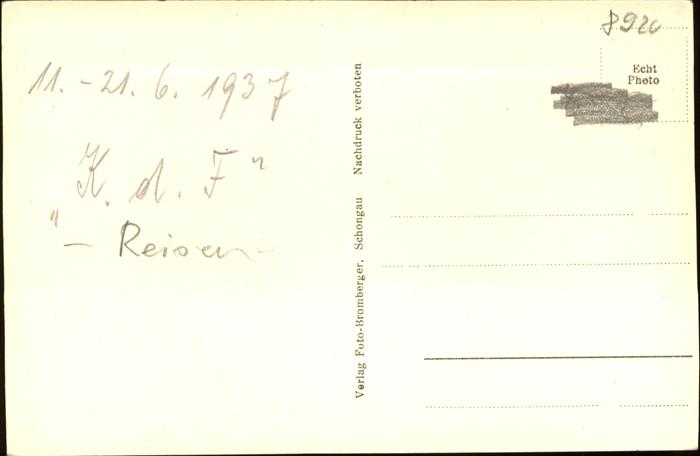 8920
Echt
Photo
11. - 21. 6. 1937
"K. d. F"
- Reisen -
Verlag Foto-Bromberger, Schongau Nachdruck verboten